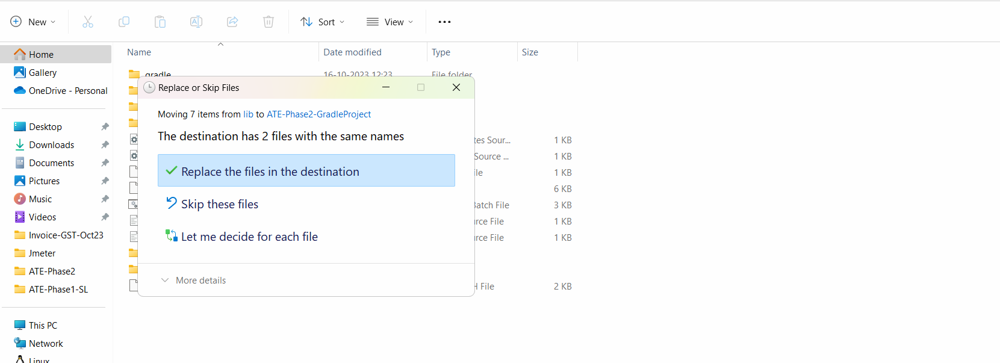 New
Sort
View
Name
Date modified
Type
Size
Home
Gallery
OneDrive - Personal
Desktop
Downloads
Documents
Pictures
Music
Videos
Invoice-GST-Oct23
Jmeter
ATE-Phase2
ATE-Phase1-SL
This PC
Network
Linux
gradle
16-10-2023 12:23
File folder
Replace or Skip Files
Moving 7 items from lib to ATE-Phase2-GradleProject
The destination has 2 files with the same names
Replace the files in the destination
Skip these files
Let me decide for each file
More details
tes Sour... 1 KB
Source ... 1 KB
ile 1 KB
6 KB
Batch File 3 KB
rce File 1 KB
rce File 1 KB
H File 2 KB